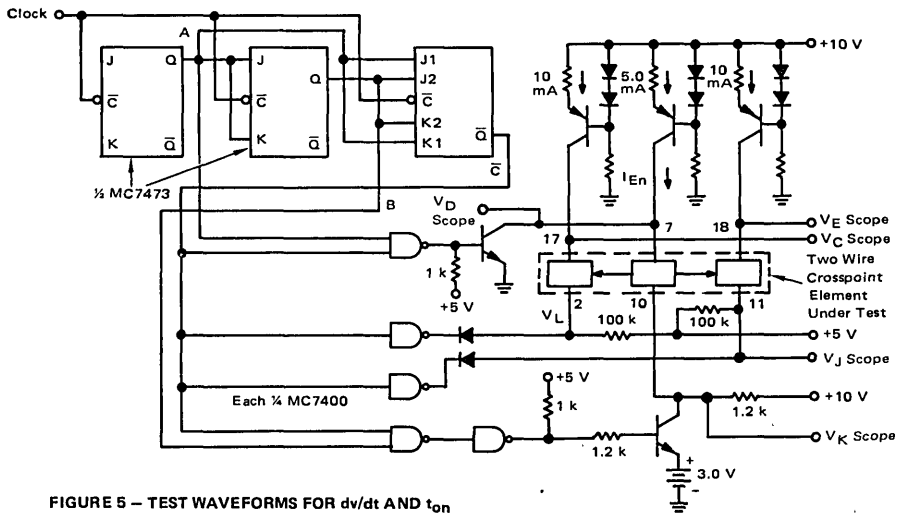 Clock
A
+10 V
J
Q
J
Q
J1
J2
C
C
C
K2
K
Q
K
Q
K1
Q
10 mA
5.0 mA
10 mA
½ MC7473
C
B
I En
V D Scope
17
7
18
V E Scope
V C Scope
Two Wire Crosspoint Element Under Test
1 k
+5 V
2
10
11
V L
100 k
100 k
+5 V
V J Scope
Each ¼ MC7400
+5 V
1 k
+10 V
1.2 k
V K Scope
1.2 k
+
3.0 V
−
FIGURE 5 – TEST WAVEFORMS FOR dv/dt AND ton